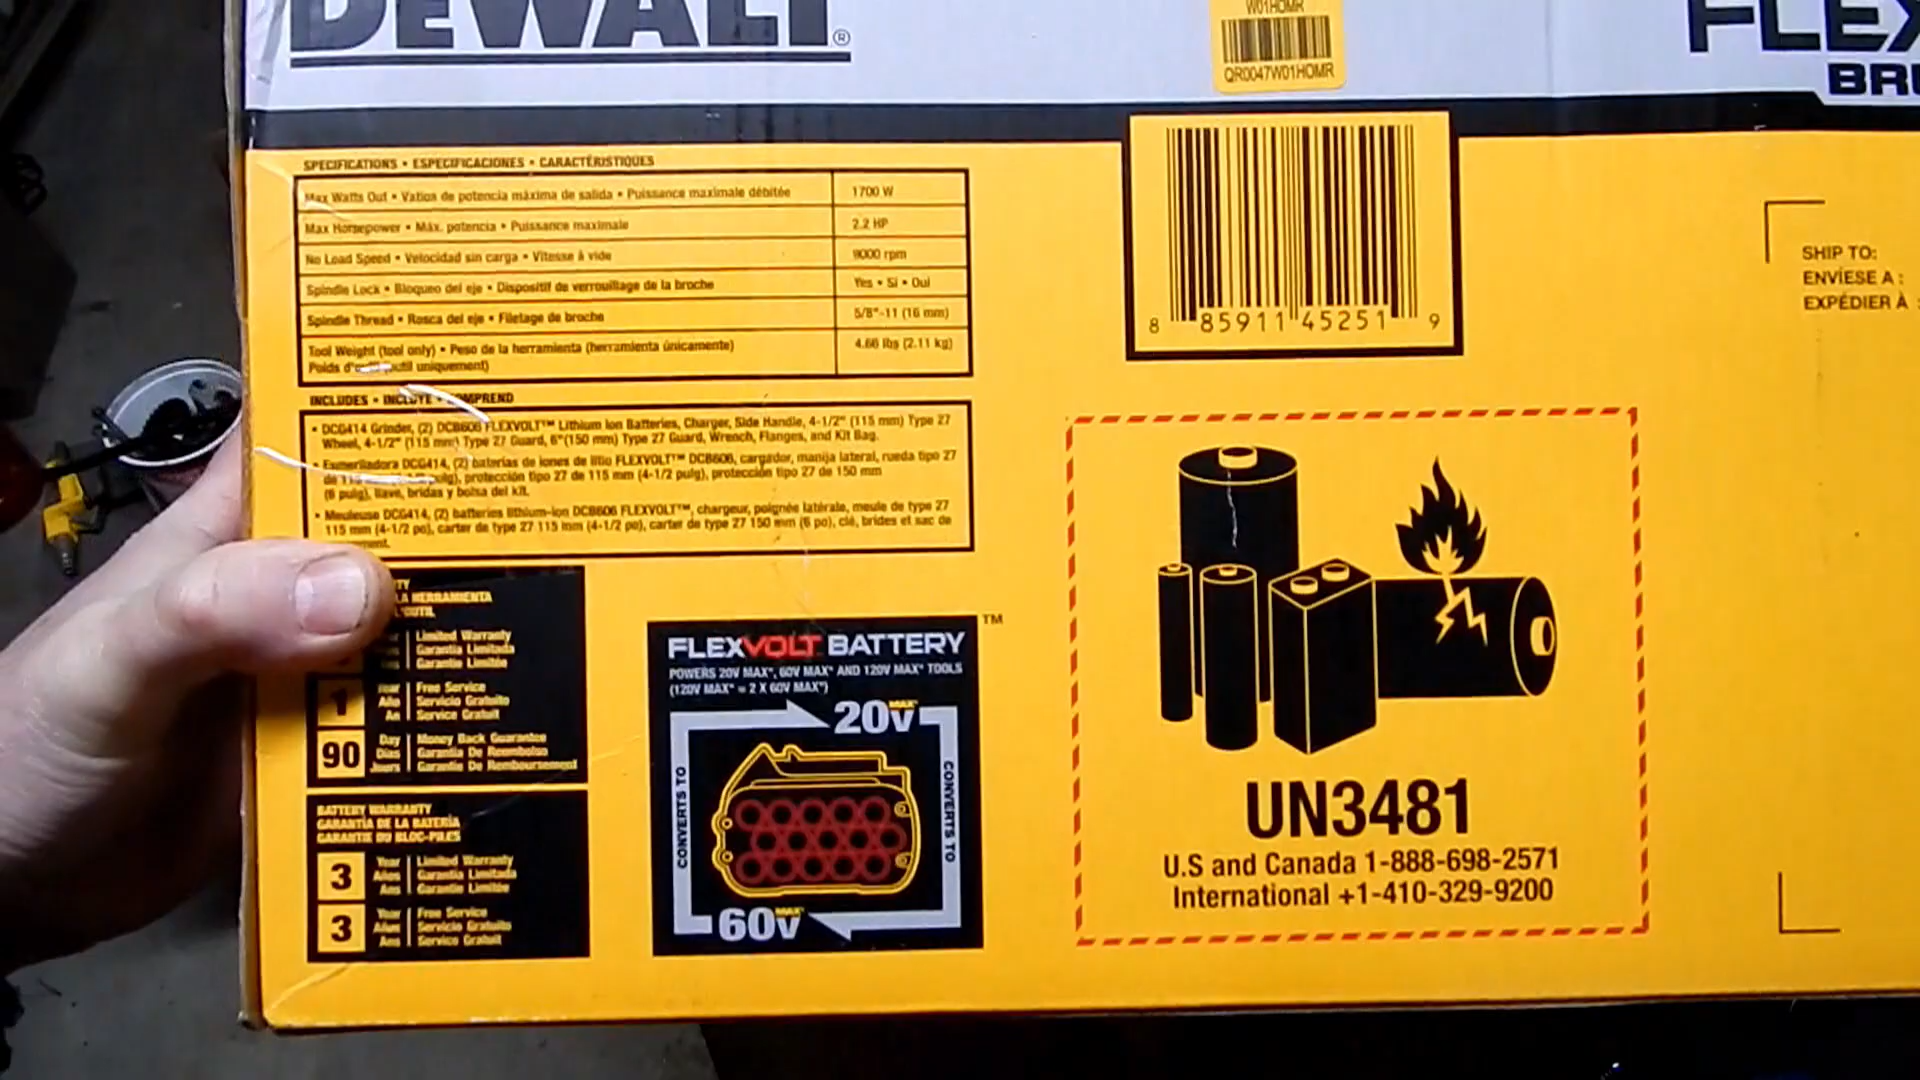 DEWALT®
W01HOMR
QR0047W01HOMR
FLEX
BRU
SPECIFICATIONS • ESPECIFICACIONES • CARACTÉRISTIQUES
Max Watts Out • Vatios de potencia máxima de salida • Puissance maximale débitée 1700 W
Max Horsepower • Máx. potencia • Puissance maximale 2.2 HP
No Load Speed • Velocidad sin carga • Vitesse à vide 9000 rpm
Spindle Lock • Bloqueo del eje • Dispositif de verrouillage de la broche Yes • Sí • Oui
Spindle Thread • Rosca del eje • Filetage de broche 5/8"-11 (16 mm)
Tool Weight (tool only) • Peso de la herramienta (herramienta únicamente) 4.66 lbs (2.11 kg)
Poids uniquement)
INCLUDES • INCLUYE • COMPREND
• DCG414 Grinder, (2) DCB606 FLEXVOLT™ Lithium Ion Batteries, Charger, Side Handle, 4-1/2" (115 mm) Type 27
Wheel, 4-1/2" (115 mm) Type 27 Guard, 6"(150 mm) Type 27 Guard, Wrench, Flanges, and Kit Bag.
Esmeriladora DCG414, (2) baterías de iones de litio FLEXVOLT™ DCB606, cargador, manija lateral, rueda tipo 27
de pulg), protección tipo 27 de 115 mm (4-1/2 pulg), protección tipo 27 de 150 mm
(6 pulg), llave, bridas y bolsa del kit.
• Meuleuse DCG414, (2) batteries lithium-ion DCB606 FLEXVOLT™, chargeur, poignée latérale, meule de type 27
115 mm (4-1/2 po), carter de type 27 115 mm (4-1/2 po), carter de type 27 150 mm (6 po), clé, brides et sac de
8 85911 45251 9
SHIP TO:
ENVÍESE A :
EXPÉDIER À :
LA HERRAMIENTA
L'OUTIL
Limited Warranty
Garantía Limitada
Garantie Limitée
1 Year Free Service
Año Servicio Gratuito
An Service Gratuit
90 Day Money Back Guarantee
Días Garantía De Reembolso
Jours Garantie De Remboursement
BATTERY WARRANTY
GARANTÍA DE LA BATERÍA
GARANTIE DU BLOC-PILES
3 Year Limited Warranty
Años Garantía Limitada
Ans Garantie Limitée
3 Year Free Service
Años Servicio Gratuito
Ans Service Gratuit
FLEXVOLT™ BATTERY™
POWERS 20V MAX*, 60V MAX* AND 120V MAX* TOOLS
(120V MAX* = 2 X 60V MAX*)
20V MAX*
CONVERTS TO
CONVERTS TO
60V MAX*
UN3481
U.S and Canada 1-888-698-2571
International +1-410-329-9200